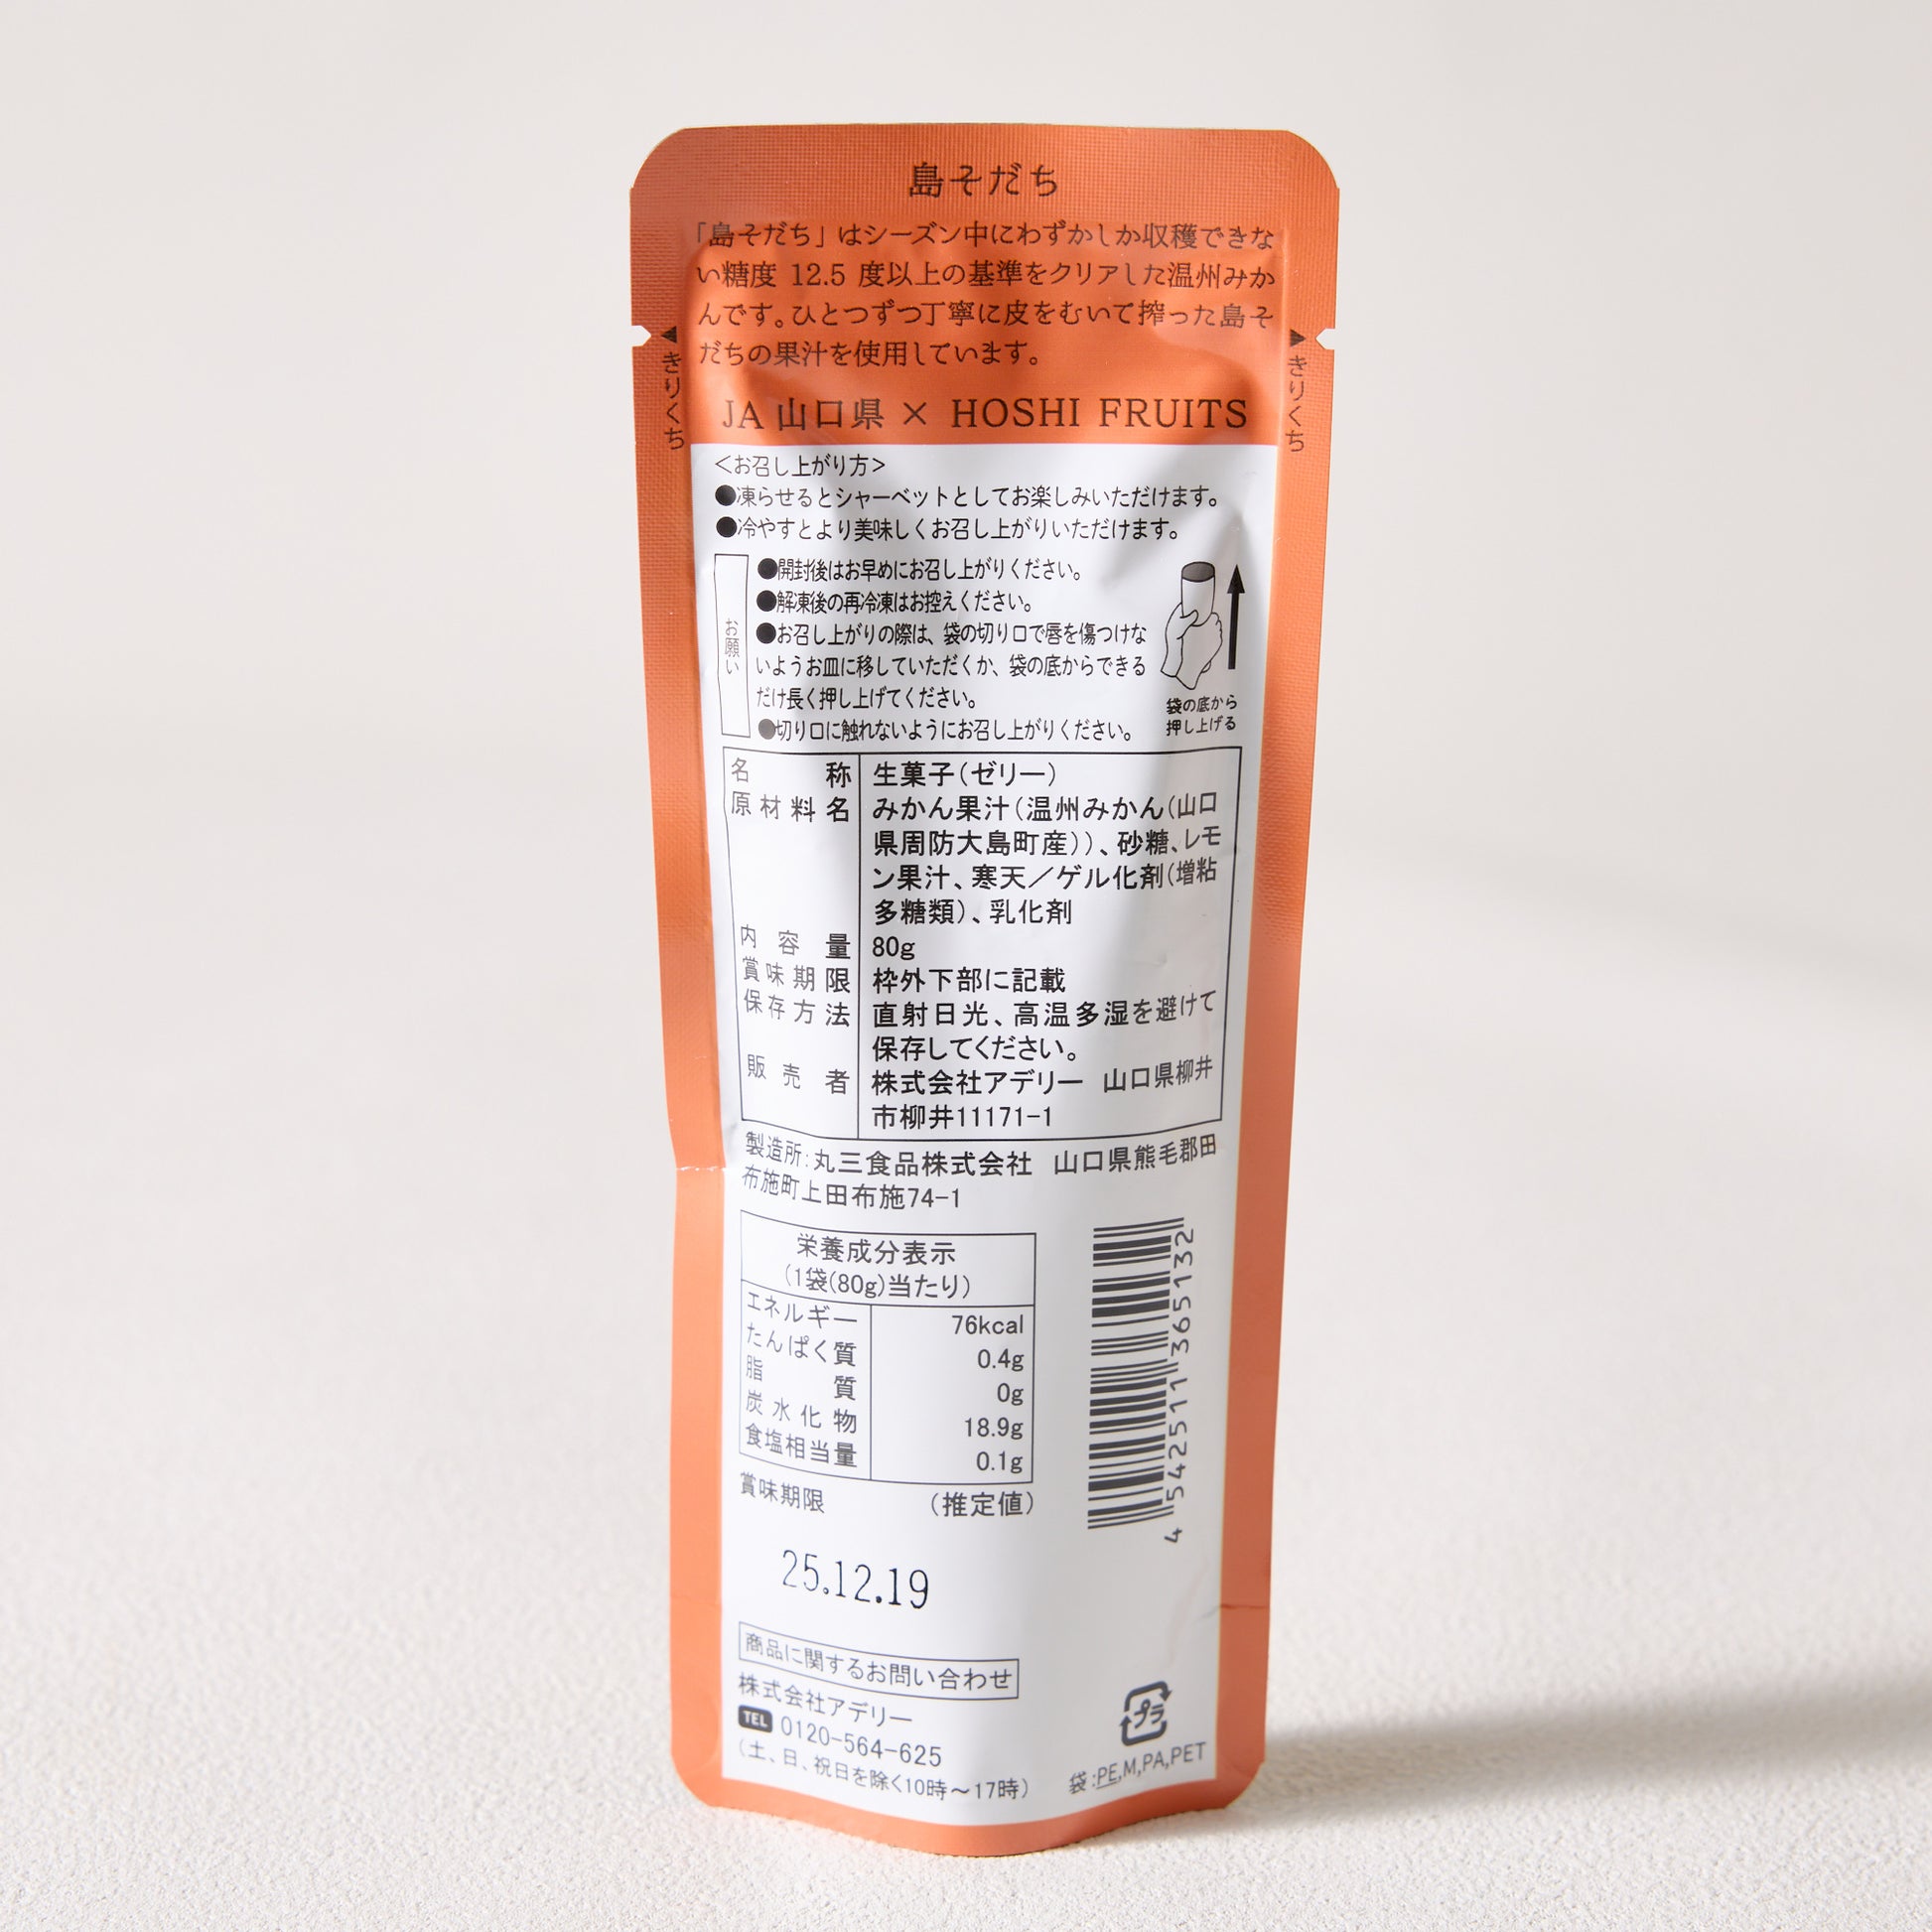 島そだち
「島そだち」はシーズン中にわずかしか収穫できな
い糖度 12.5 度以上の基準をクリアした温州みか
んです。ひとつずつ丁寧に皮をむいて搾った島そ
だちの果汁を使用しています。
JA 山口県 × HOSHI FRUITS
◀きりくち
▶きりくち
＜お召し上がり方＞
●凍らせるとシャーベットとしてお楽しみいただけます。
●冷やすとより美味しくお召し上がりいただけます。
お願い
●開封後はお早めにお召し上がりください。
●解凍後の再冷凍はお控えください。
●お召し上がりの際は、袋の切り口で唇を傷つけな
いようお皿に移していただくか、袋の底からできる
だけ長く押し上げてください。
●切り口に触れないようにお召し上がりください。
袋の底から
押し上げる
名称 生菓子（ゼリー）
原材料名 みかん果汁（温州みかん（山口
県周防大島町産））、砂糖、レモ
ン果汁、寒天／ゲル化剤（増粘
多糖類）、乳化剤
内容量 80g
賞味期限 枠外下部に記載
保存方法 直射日光、高温多湿を避けて
保存してください。
販売者 株式会社アデリー 山口県柳井
市柳井11171-1
製造所:丸三食品株式会社 山口県熊毛郡田
布施町上田布施74-1
栄養成分表示
（1袋(80g)当たり）
エネルギー 76kcal
たんぱく質 0.4g
脂質 0g
炭水化物 18.9g
食塩相当量 0.1g
賞味期限 （推定値）
25.12.19
4542511365132
商品に関するお問い合わせ
株式会社アデリー
TEL 0120-564-625
（土、日、祝日を除く10時～17時）
プラ
袋:PE,M,PA,PET